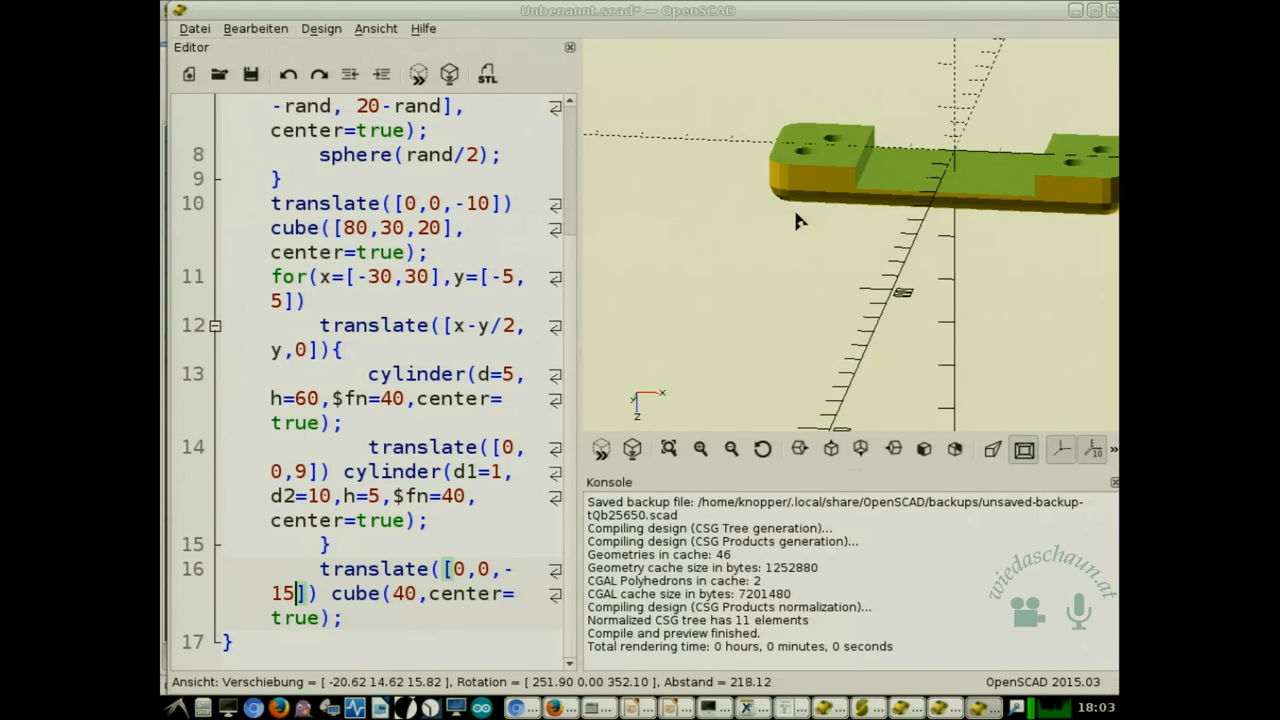 Unbenannt.scad* — OpenSCAD
Datei Bearbeiten Design Ansicht Hilfe
Editor
STL
-rand, 20-rand],
center=true);
8 sphere(rand/2);
9 }
10 translate([0,0,-10])
cube([80,30,20],
center=true);
11 for(x=[-30,30],y=[-5,
5])
12 translate([x-y/2,
y,0]){
13 cylinder(d=5,
h=60,$fn=40,center=
true);
14 translate([0,
0,9]) cylinder(d1=1,
d2=10,h=5,$fn=40,
center=true);
15 }
16 translate([0,0,-
15]) cube(40,center=
true);
17 }
x
y
z
10
»
Konsole
Saved backup file: /home/knopper/.local/share/OpenSCAD/backups/unsaved-backup-
tQb25650.scad
Compiling design (CSG Tree generation)...
Compiling design (CSG Products generation)...
Geometries in cache: 46
Geometry cache size in bytes: 1252880
CGAL Polyhedrons in cache: 2
CGAL cache size in bytes: 7201480
Compiling design (CSG Products normalization)...
Normalized CSG tree has 11 elements
Compile and preview finished.
Total rendering time: 0 hours, 0 minutes, 0 seconds
wiedaschaun.at
Ansicht: Verschiebung = [ -20.62 14.62 15.82 ], Rotation = [ 251.90 0.00 352.10 ], Abstand = 218.12
OpenSCAD 2015.03
18:03